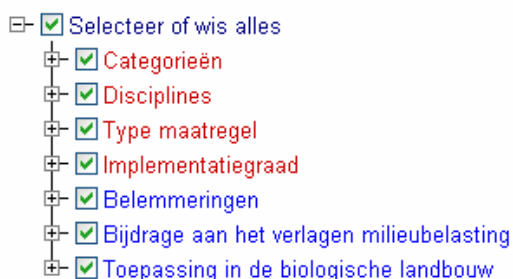 Selecteer of wis alles
Categorieën
Disciplines
Type maatregel
Implementatiegraad
Belemmeringen
Bijdrage aan het verlagen milieubelasting
Toepassing in de biologische landbouw